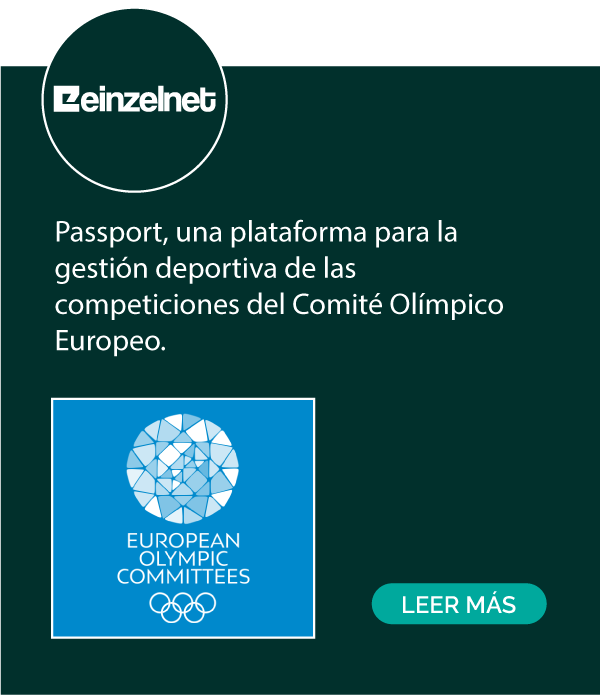 einzelnet
Passport, una plataforma para la
gestión deportiva de las
competiciones del Comité Olímpico
Europeo.
EUROPEAN
OLYMPIC
COMMITTEES
LEER MÁS